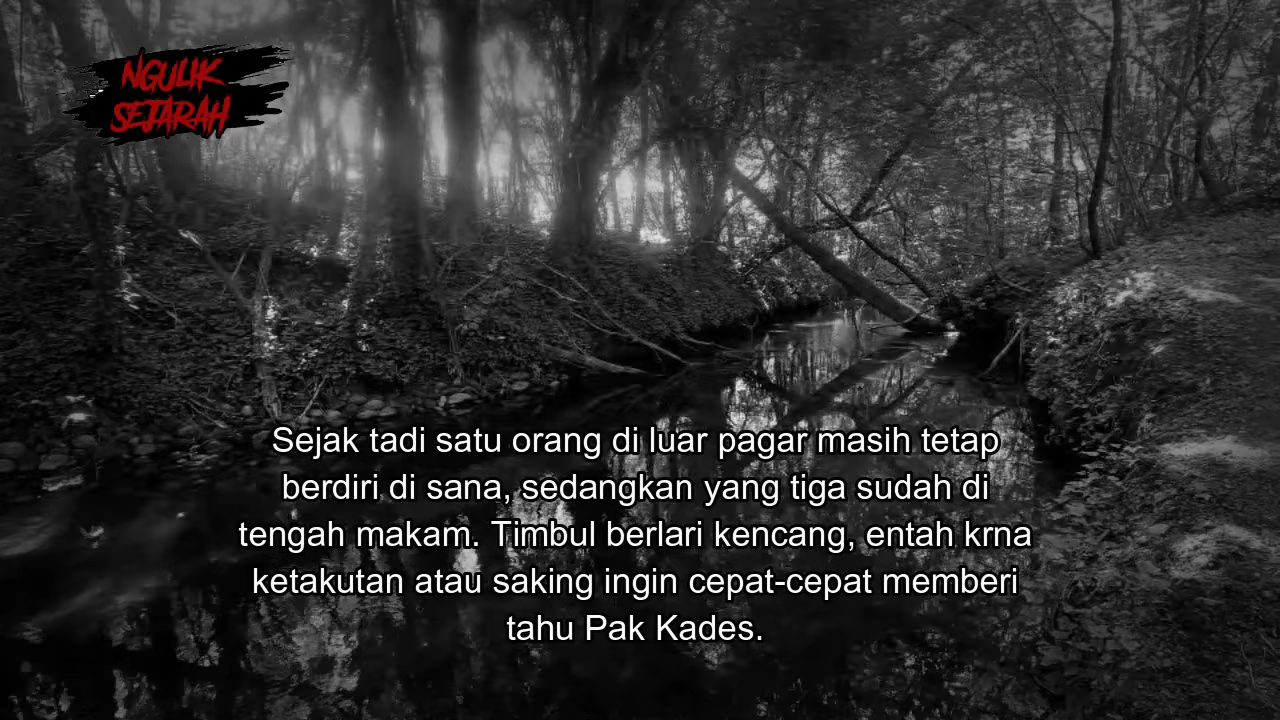 NGULIK
SEJARAH
Sejak tadi satu orang di luar pagar masih tetap
berdiri di sana, sedangkan yang tiga sudah di
tengah makam. Timbul berlari kencang, entah krna
ketakutan atau saking ingin cepat-cepat memberi
tahu Pak Kades.